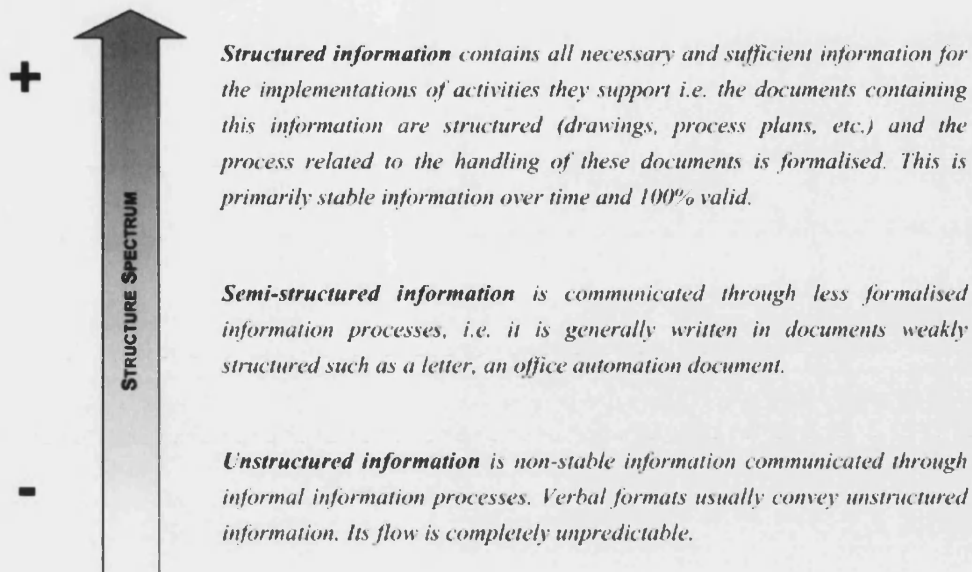 +
Structured information contains all necessary and sufficient information for
the implementations of activities they support i.e. the documents containing
this information are structured (drawings, process plans, etc.) and the
process related to the handling of these documents is formalised. This is
primarily stable information over time and 100% valid.
STRUCTURE SPECTRUM
Semi-structured information is communicated through less formalised
information processes, i.e. it is generally written in documents weakly
structured such as a letter, an office automation document.
-
Unstructured information is non-stable information communicated through
informal information processes. Verbal formats usually convey unstructured
information. Its flow is completely unpredictable.